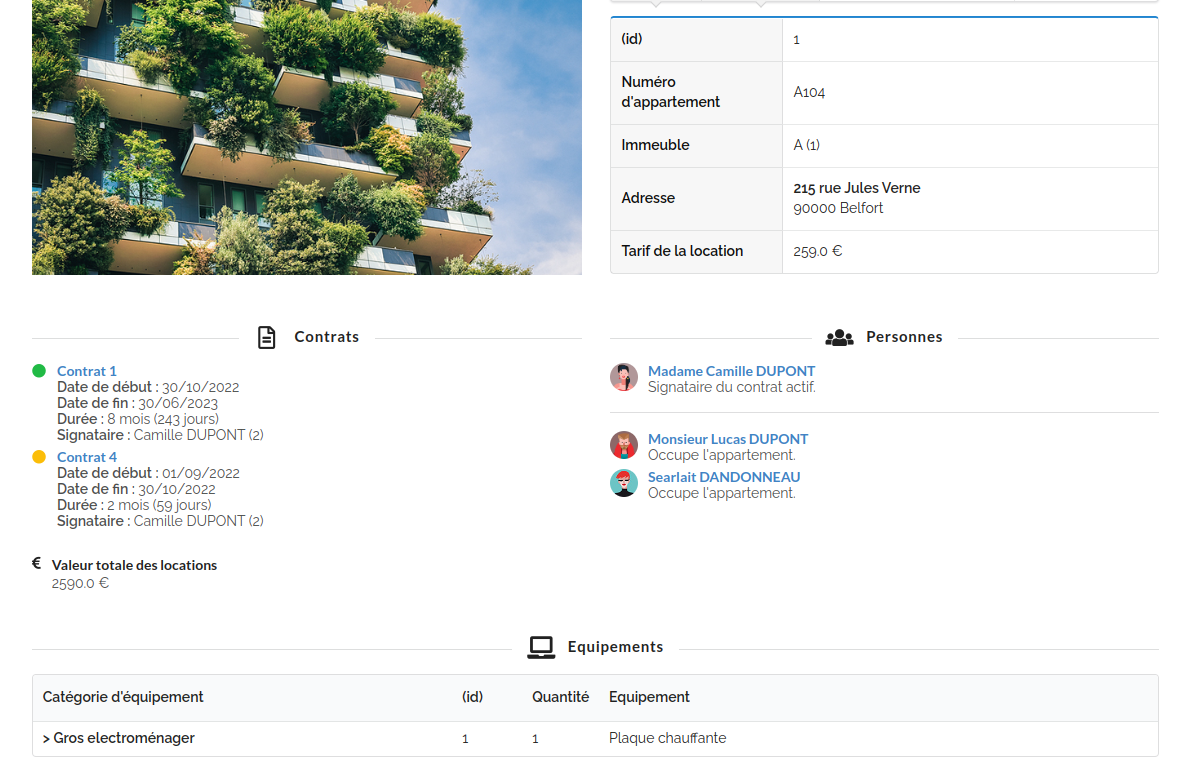 (id)
1
Numéro
d'appartement
A104
Immeuble
A (1)
Adresse
215 rue Jules Verne
90000 Belfort
Tarif de la location
259.0 €
Contrats
Contrat 1
Date de début : 30/10/2022
Date de fin : 30/06/2023
Durée : 8 mois (243 jours)
Signataire : Camille DUPONT (2)
Contrat 4
Date de début : 01/09/2022
Date de fin : 30/10/2022
Durée : 2 mois (59 jours)
Signataire : Camille DUPONT (2)
€ Valeur totale des locations
2590.0 €
Personnes
Madame Camille DUPONT
Signataire du contrat actif.
Monsieur Lucas DUPONT
Occupe l'appartement.
Searlait DANDONNEAU
Occupe l'appartement.
Equipements
Catégorie d'équipement (id) Quantité Equipement
> Gros electroménager 1 1 Plaque chauffante